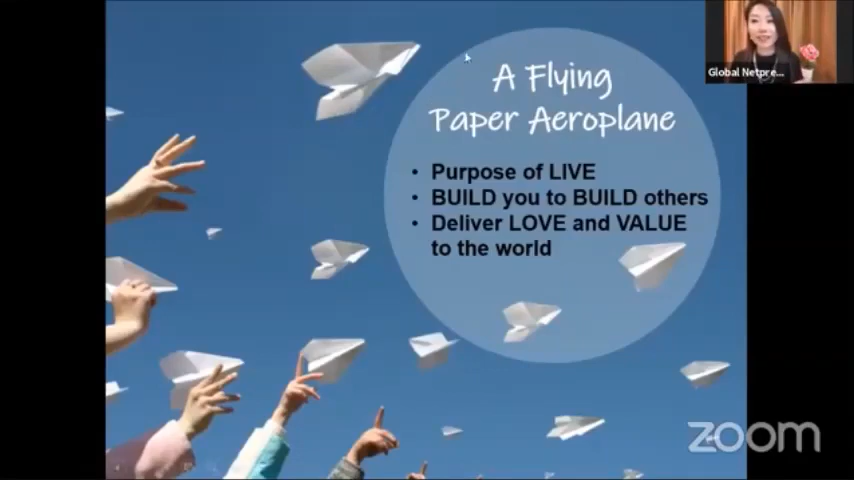 Global Netpre...
A Flying
Paper Aeroplane
• Purpose of LIVE
• BUILD you to BUILD others
• Deliver LOVE and VALUE
to the world
zoom